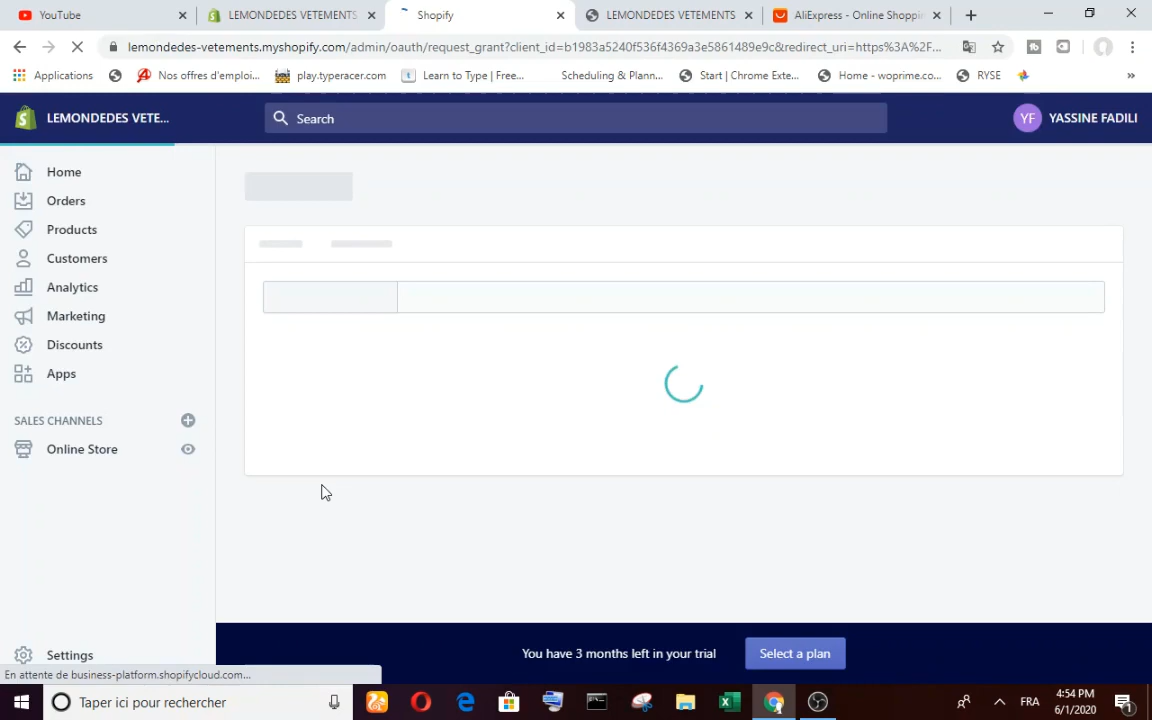 YouTube
LEMONDEDES VETEMENTS
Shopify
LEMONDEDES VETEMENTS
AliExpress - Online Shoppin
lemondedes-vetements.myshopify.com/admin/oauth/request_grant?client_id=b1983a5240f536f4369a3e5861489e9c&redirect_uri=https%3A%2F...
Applications
Nos offres d'emploi...
play.typeracer.com
Learn to Type | Free...
Scheduling & Plann...
Start | Chrome Exte...
Home - woprime.co...
RYSE
»
LEMONDEDES VETE...
Search
YF
YASSINE FADILI
Home
Orders
Products
Customers
Analytics
Marketing
Discounts
Apps
SALES CHANNELS
Online Store
Settings
You have 3 months left in your trial
Select a plan
En attente de business-platform.shopifycloud.com...
Taper ici pour rechercher
FRA
4:54 PM
6/1/2020
1